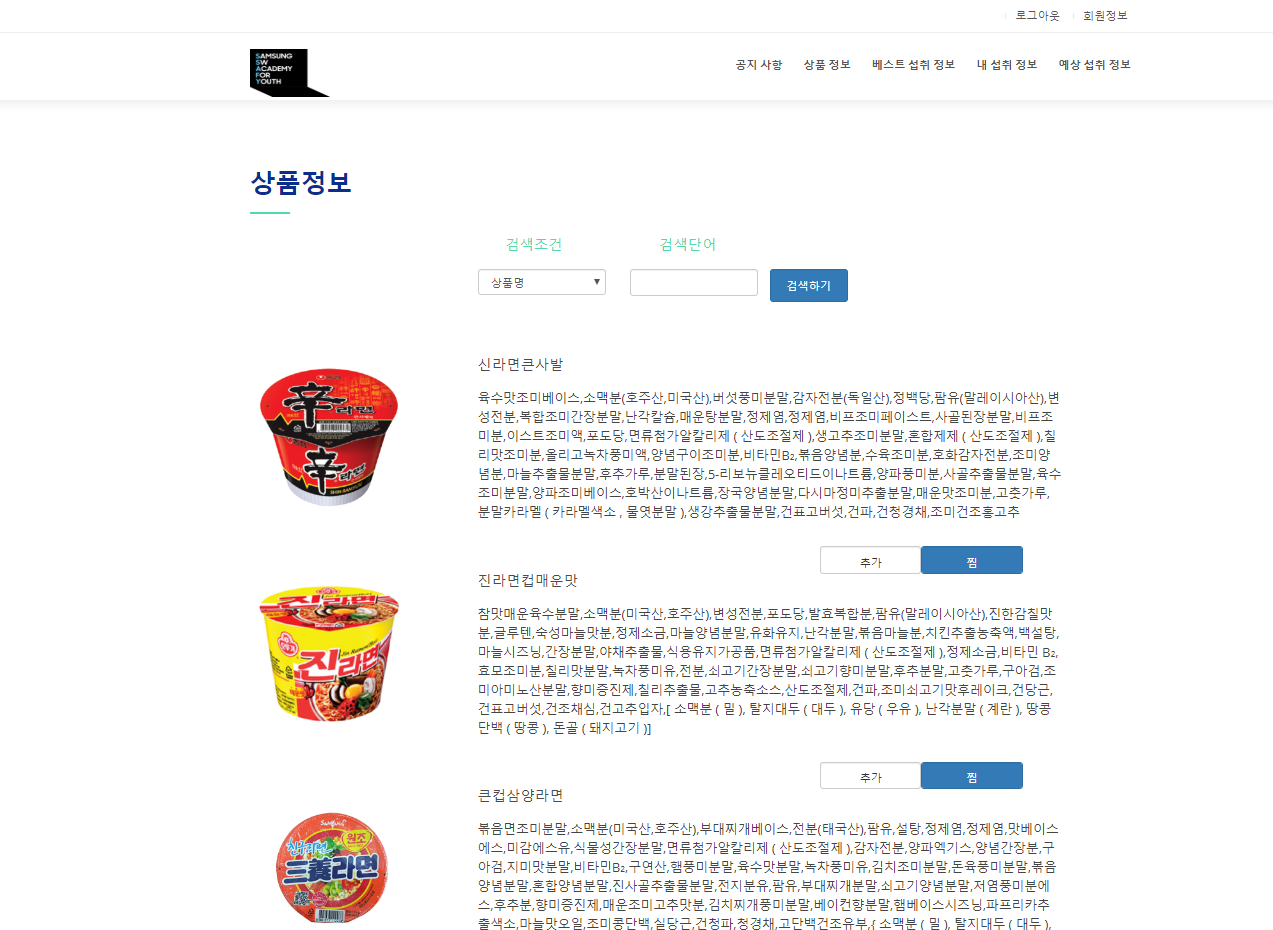 로그아웃 회원정보
SAMSUNG
SW
ACADEMY
FOR
YOUTH
공지 사항 상품 정보 베스트 섭취 정보 내 섭취 정보 예상 섭취 정보
상품정보
검색조건 검색단어
상품명 검색하기
신라면큰사발
육수맛조미베이스,소맥분(호주산,미국산),버섯풍미분말,감자전분(독일산),정백당,팜유(말레이시아산),변
성전분,복합조미간장분말,난각칼슘,매운탕분말,정제염,정제염,비프조미페이스트,사골된장분말,비프조
미분,이스트조미액,포도당,면류첨가알칼리제 ( 산도조절제 ),생고추조미분말,혼합제제 ( 산도조절제 ),칠
리맛조미분,올리고녹차풍미액,양념구이조미분,비타민B₂,볶음양념분,수육조미분,호화감자전분,조미양
념분,마늘추출물분말,후추가루,분말된장,5-리보뉴클레오티드이나트륨,양파풍미분,사골추출물분말,육수
조미분말,양파조미베이스,호박산이나트륨,장국양념분말,다시마정미추출분말,매운맛조미분,고춧가루,
분말카라멜 ( 카라멜색소 , 물엿분말 ),생강추출물분말,건표고버섯,건파,건청경채,조미건조홍고추
辛라면
辛라면
SHIN RAMYUN
추가 찜
진라면컵매운맛
참맛매운육수분말,소맥분(미국산,호주산),변성전분,포도당,발효복합분,팜유(말레이시아산),진한감칠맛
분,글루텐,숙성마늘맛분,정제소금,마늘양념분말,유화유지,난각분말,볶음마늘분,치킨추출농축액,백설탕,
마늘시즈닝,간장분말,야채추출물,식용유지가공품,면류첨가알칼리제 ( 산도조절제 ),정제소금,비타민 B₂,
효모조미분,칠리맛분말,녹차풍미유,전분,쇠고기간장분말,쇠고기향미분말,후추분말,고춧가루,구아검,조
미아미노산분말,향미증진제,칠리추출물,고추농축소스,산도조절제,건파,조미쇠고기맛후레이크,건당근,
건표고버섯,건조채심,건고추입자,[ 소맥분 ( 밀 ), 탈지대두 ( 대두 ), 유당 ( 우유 ), 난각분말 ( 계란 ), 땅콩
단백 ( 땅콩 ), 돈골 ( 돼지고기 )]
진라면
진라면
추가 찜
큰컵삼양라면
볶음면조미분말,소맥분(미국산,호주산),부대찌개베이스,전분(태국산),팜유,설탕,정제염,정제염,맛베이스
에스,미감에스유,식물성간장분말,면류첨가알칼리제 ( 산도조절제 ),감자전분,양파엑기스,양념간장분,구
아검,지미맛분말,비타민B₂,구연산,햄풍미분말,육수맛분말,녹차풍미유,김치조미분말,돈육풍미분말,볶음
양념분말,혼합양념분말,진사골추출물분말,전지분유,팜유,부대찌개분말,쇠고기양념분말,저염풍미분에
스,후추분,향미증진제,매운조미고추맛분,김치찌개풍미분말,베이컨향분말,햄베이스시즈닝,파프리카추
출색소,마늘맛오일,조미콩단백,실당근,건청파,청경채,고단백건조유부,{ 소맥분 ( 밀 ), 탈지대두 ( 대두 ),
원조
三養라면